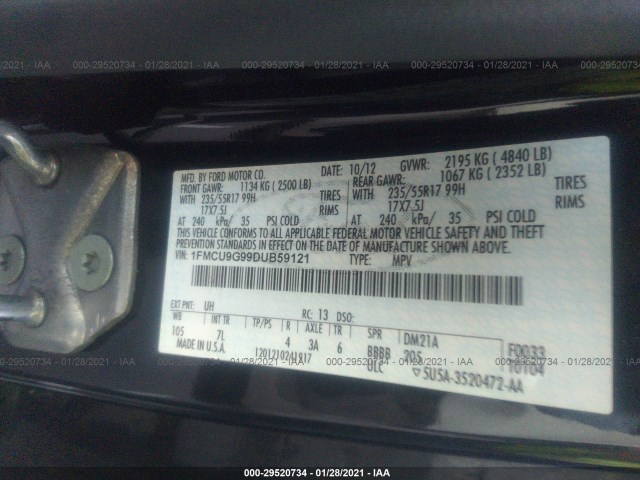 000-29520734 - 01/28/2021 - IAA 000-29520734 - 01/28/2021 - IAA 000-29520734 - 01/28/2021 - IAA
MFD. BY FORD MOTOR CO. 10/12 GVWR: 2195 KG ( 4840 LB)
FRONT GAWR: 1134 KG ( 2500 LB) REAR GAWR: 1067 KG ( 2352 LB)
WITH 235/55R17 99H TIRES WITH 235/55R17 99H TIRES
17X7.5J RIMS 17X7.5J RIMS
AT 240 kPa/ 35 PSI COLD AT 240 kPa/ 35 PSI COLD
THIS VEHICLE CONFORMS TO ALL APPLICABLE FEDERAL MOTOR VEHICLE SAFETY AND THEFT
PREVENTION STANDARDS IN EFFECT ON THE DATE OF MANUFACTURE SHOWN ABOVE.
VIN: 1FMCU9G99DUB59121 TYPE: MPV
EXT PNT: UH RC: 13 DSO:
WB INT TR TP/PS R AXLE TR SPR
105 7L 4 3A 6 BBBB DM21A F0033
MADE IN U.S.A. 205
ULC 5U5A-3520472-AA
000-29520734 - 01/28/2021 - IAA 000-29520734 - 01/28/2021 - IAA 000-29520734 - 01/28/2021 - IAA
000-29520734 - 01/28/2021 - IAA